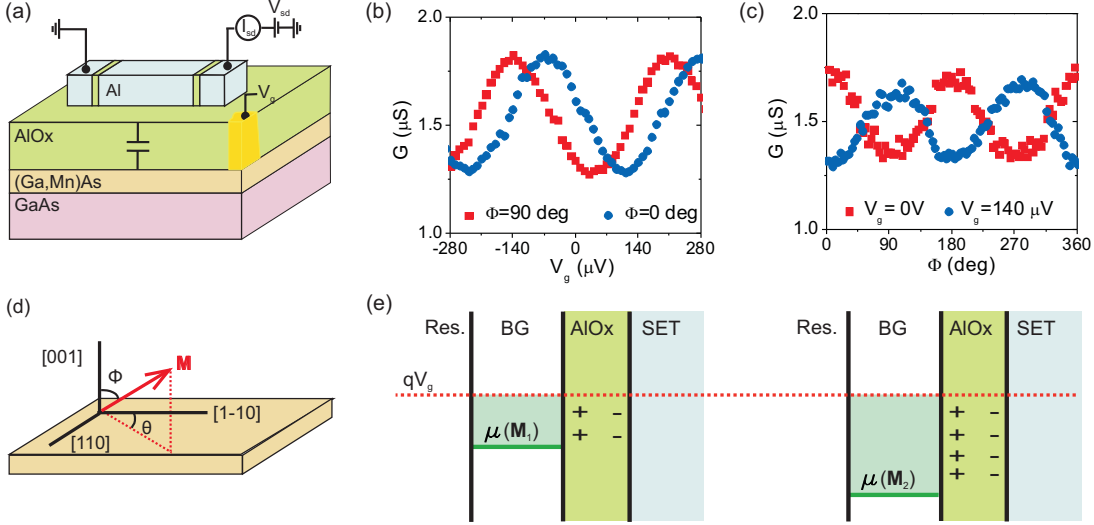 (a)
V_sd
I_sd
Al
V_g
AlOx
(Ga,Mn)As
GaAs
(b)
2.0
1.5
1.0
G (μS)
Φ=90 deg Φ=0 deg
-280 -140 0 140 280
V_g (μV)
(c)
2.0
1.5
1.0
G (μS)
V_g = 0V V_g=140 μV
0 90 180 270 360
Φ (deg)
(d)
[001]
Φ
M
[1-10]
θ
[110]
(e)
Res. BG AlOx SET
qV_g
+ -
+ -
μ(M₁)
Res. BG AlOx SET
+ -
+ -
+ -
+ -
μ(M₂)